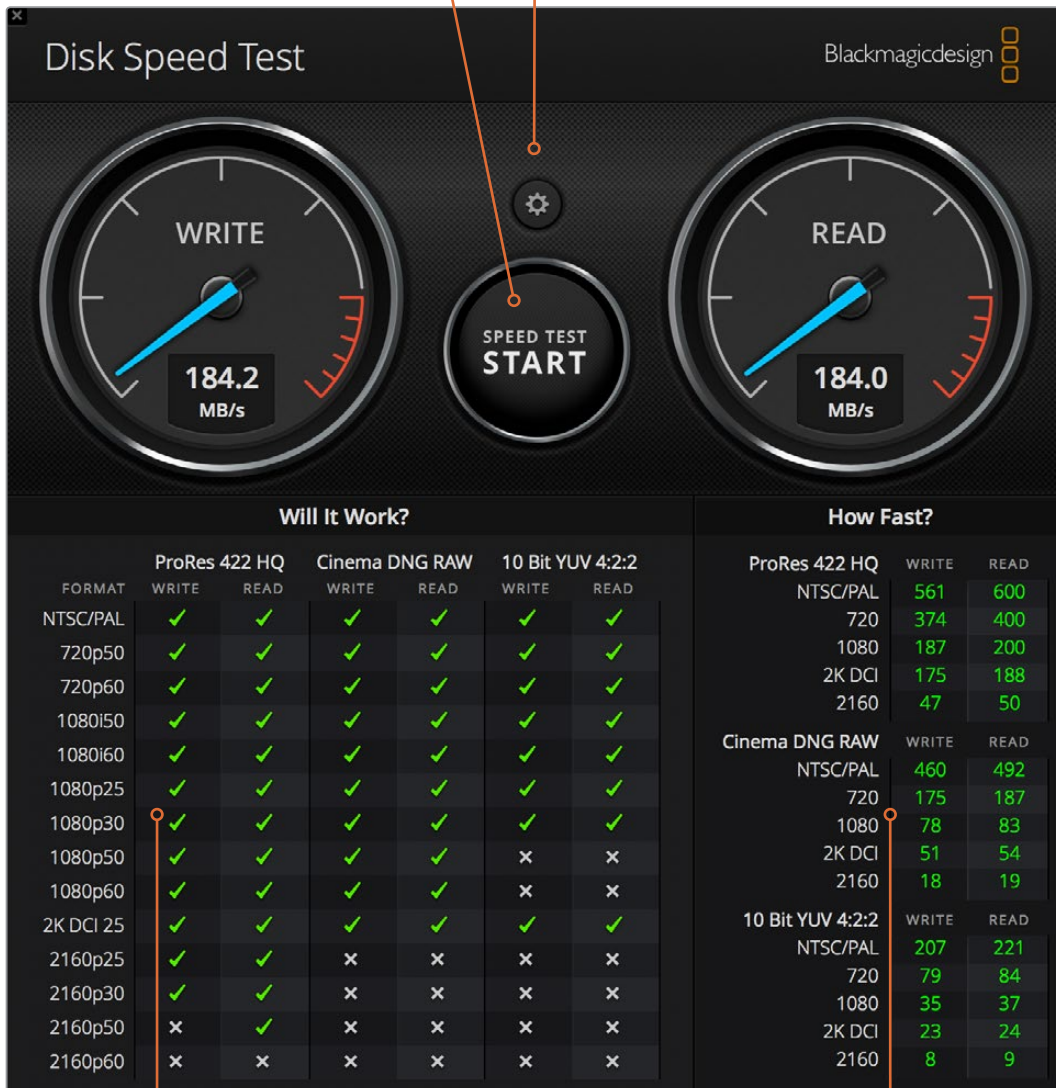 Disk Speed Test
Blackmagicdesign
WRITE
184.2
MB/s
SPEED TEST
START
READ
184.0
MB/s
Will It Work?
ProRes 422 HQ Cinema DNG RAW 10 Bit YUV 4:2:2
FORMAT WRITE READ WRITE READ WRITE READ
NTSC/PAL ✓ ✓ ✓ ✓ ✓ ✓
720p50 ✓ ✓ ✓ ✓ ✓ ✓
720p60 ✓ ✓ ✓ ✓ ✓ ✓
1080i50 ✓ ✓ ✓ ✓ ✓ ✓
1080i60 ✓ ✓ ✓ ✓ ✓ ✓
1080p25 ✓ ✓ ✓ ✓ ✓ ✓
1080p30 ✓ ✓ ✓ ✓ ✓ ✓
1080p50 ✓ ✓ ✓ ✓ × ×
1080p60 ✓ ✓ ✓ ✓ × ×
2K DCI 25 ✓ ✓ ✓ ✓ ✓ ✓
2160p25 ✓ ✓ × × × ×
2160p30 ✓ ✓ × × × ×
2160p50 × ✓ × × × ×
2160p60 × × × × × ×
How Fast?
ProRes 422 HQ WRITE READ
NTSC/PAL 561 600
720 374 400
1080 187 200
2K DCI 175 188
2160 47 50
Cinema DNG RAW WRITE READ
NTSC/PAL 460 492
720 175 187
1080 78 83
2K DCI 51 54
2160 18 19
10 Bit YUV 4:2:2 WRITE READ
NTSC/PAL 207 221
720 79 84
1080 35 37
2K DCI 23 24
2160 8 9